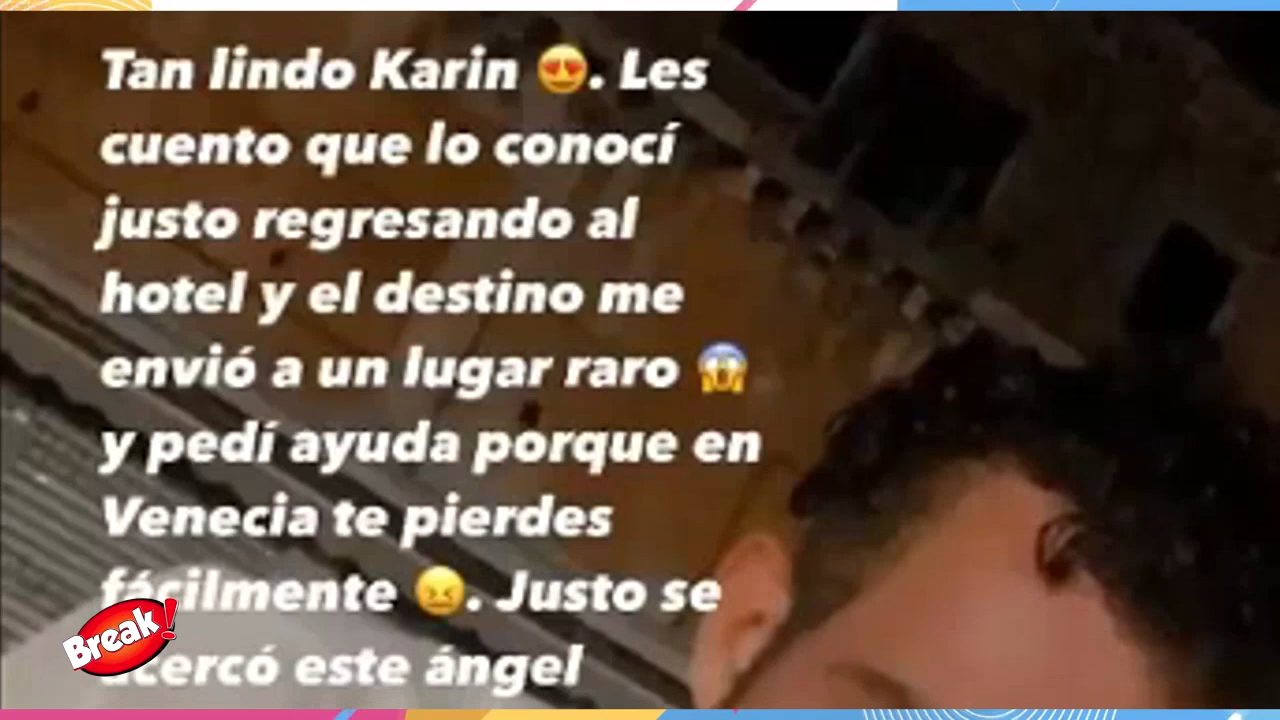 Tan lindo Karin 😍. Les
cuento que lo conocí
justo regresando al
hotel y el destino me
envió a un lugar raro 😱
y pedí ayuda porque en
Venecia te pierdes
fácilmente 😖. Justo se
acercó este ángel
Break!